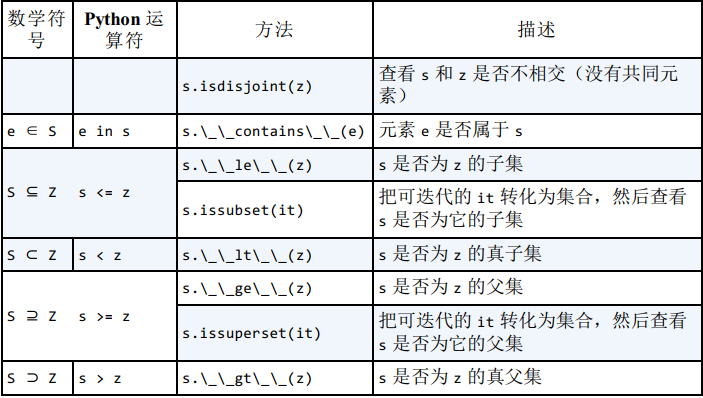 数学符号 Python 运算符 方法 描述
s.isdisjoint(z) 查看 s 和 z 是否不相交（没有共同元
素）
e ∈ S e in s s.\_\_contains\_\_(e) 元素 e 是否属于 s
S ⊆ Z s <= z s.\_\_le\_\_(z) s 是否为 z 的子集
s.issubset(it) 把可迭代的 it 转化为集合，然后查看
s 是否为它的子集
S ⊂ Z s < z s.\_\_lt\_\_(z) s 是否为 z 的真子集
S ⊇ Z s >= z s.\_\_ge\_\_(z) s 是否为 z 的父集
s.issuperset(it) 把可迭代的 it 转化为集合，然后查看
s 是否为它的父集
S ⊃ Z s > z s.\_\_gt\_\_(z) s 是否为 z 的真父集